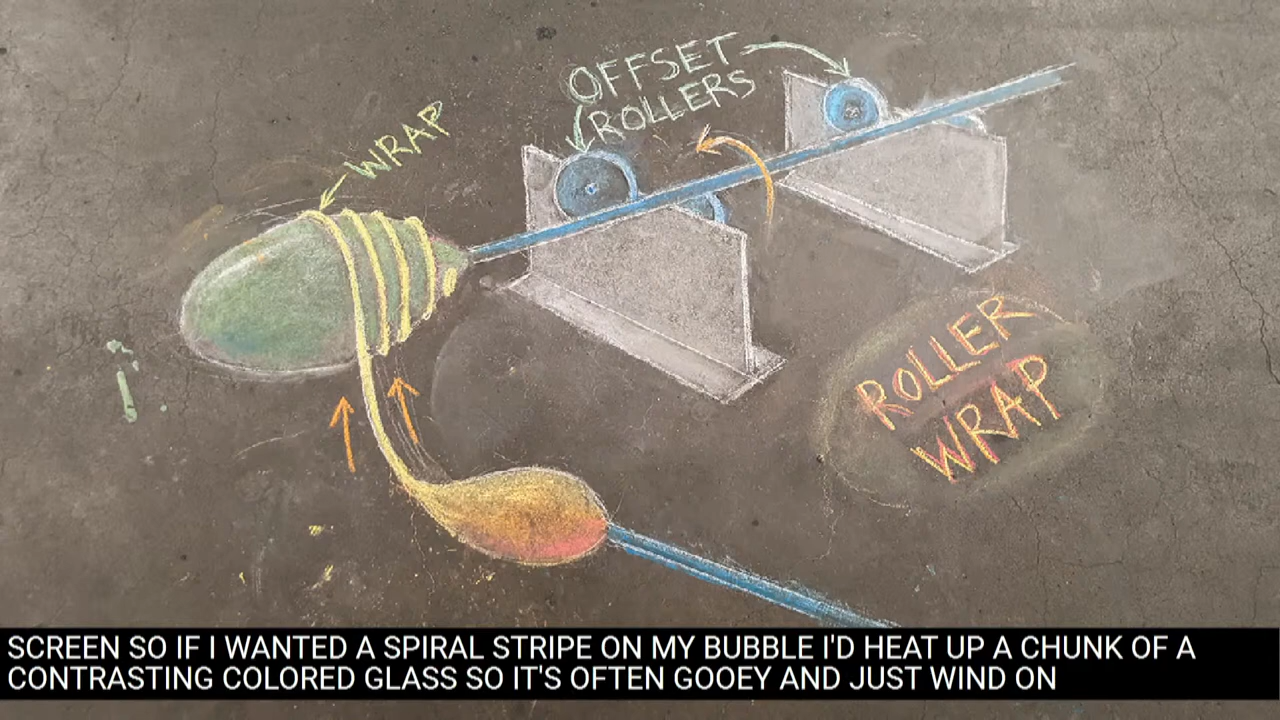 OFFSET
ROLLERS
WRAP
ROLLER
WRAP
SCREEN SO IF I WANTED A SPIRAL STRIPE ON MY BUBBLE I'D HEAT UP A CHUNK OF A
CONTRASTING COLORED GLASS SO IT'S OFTEN GOOEY AND JUST WIND ON